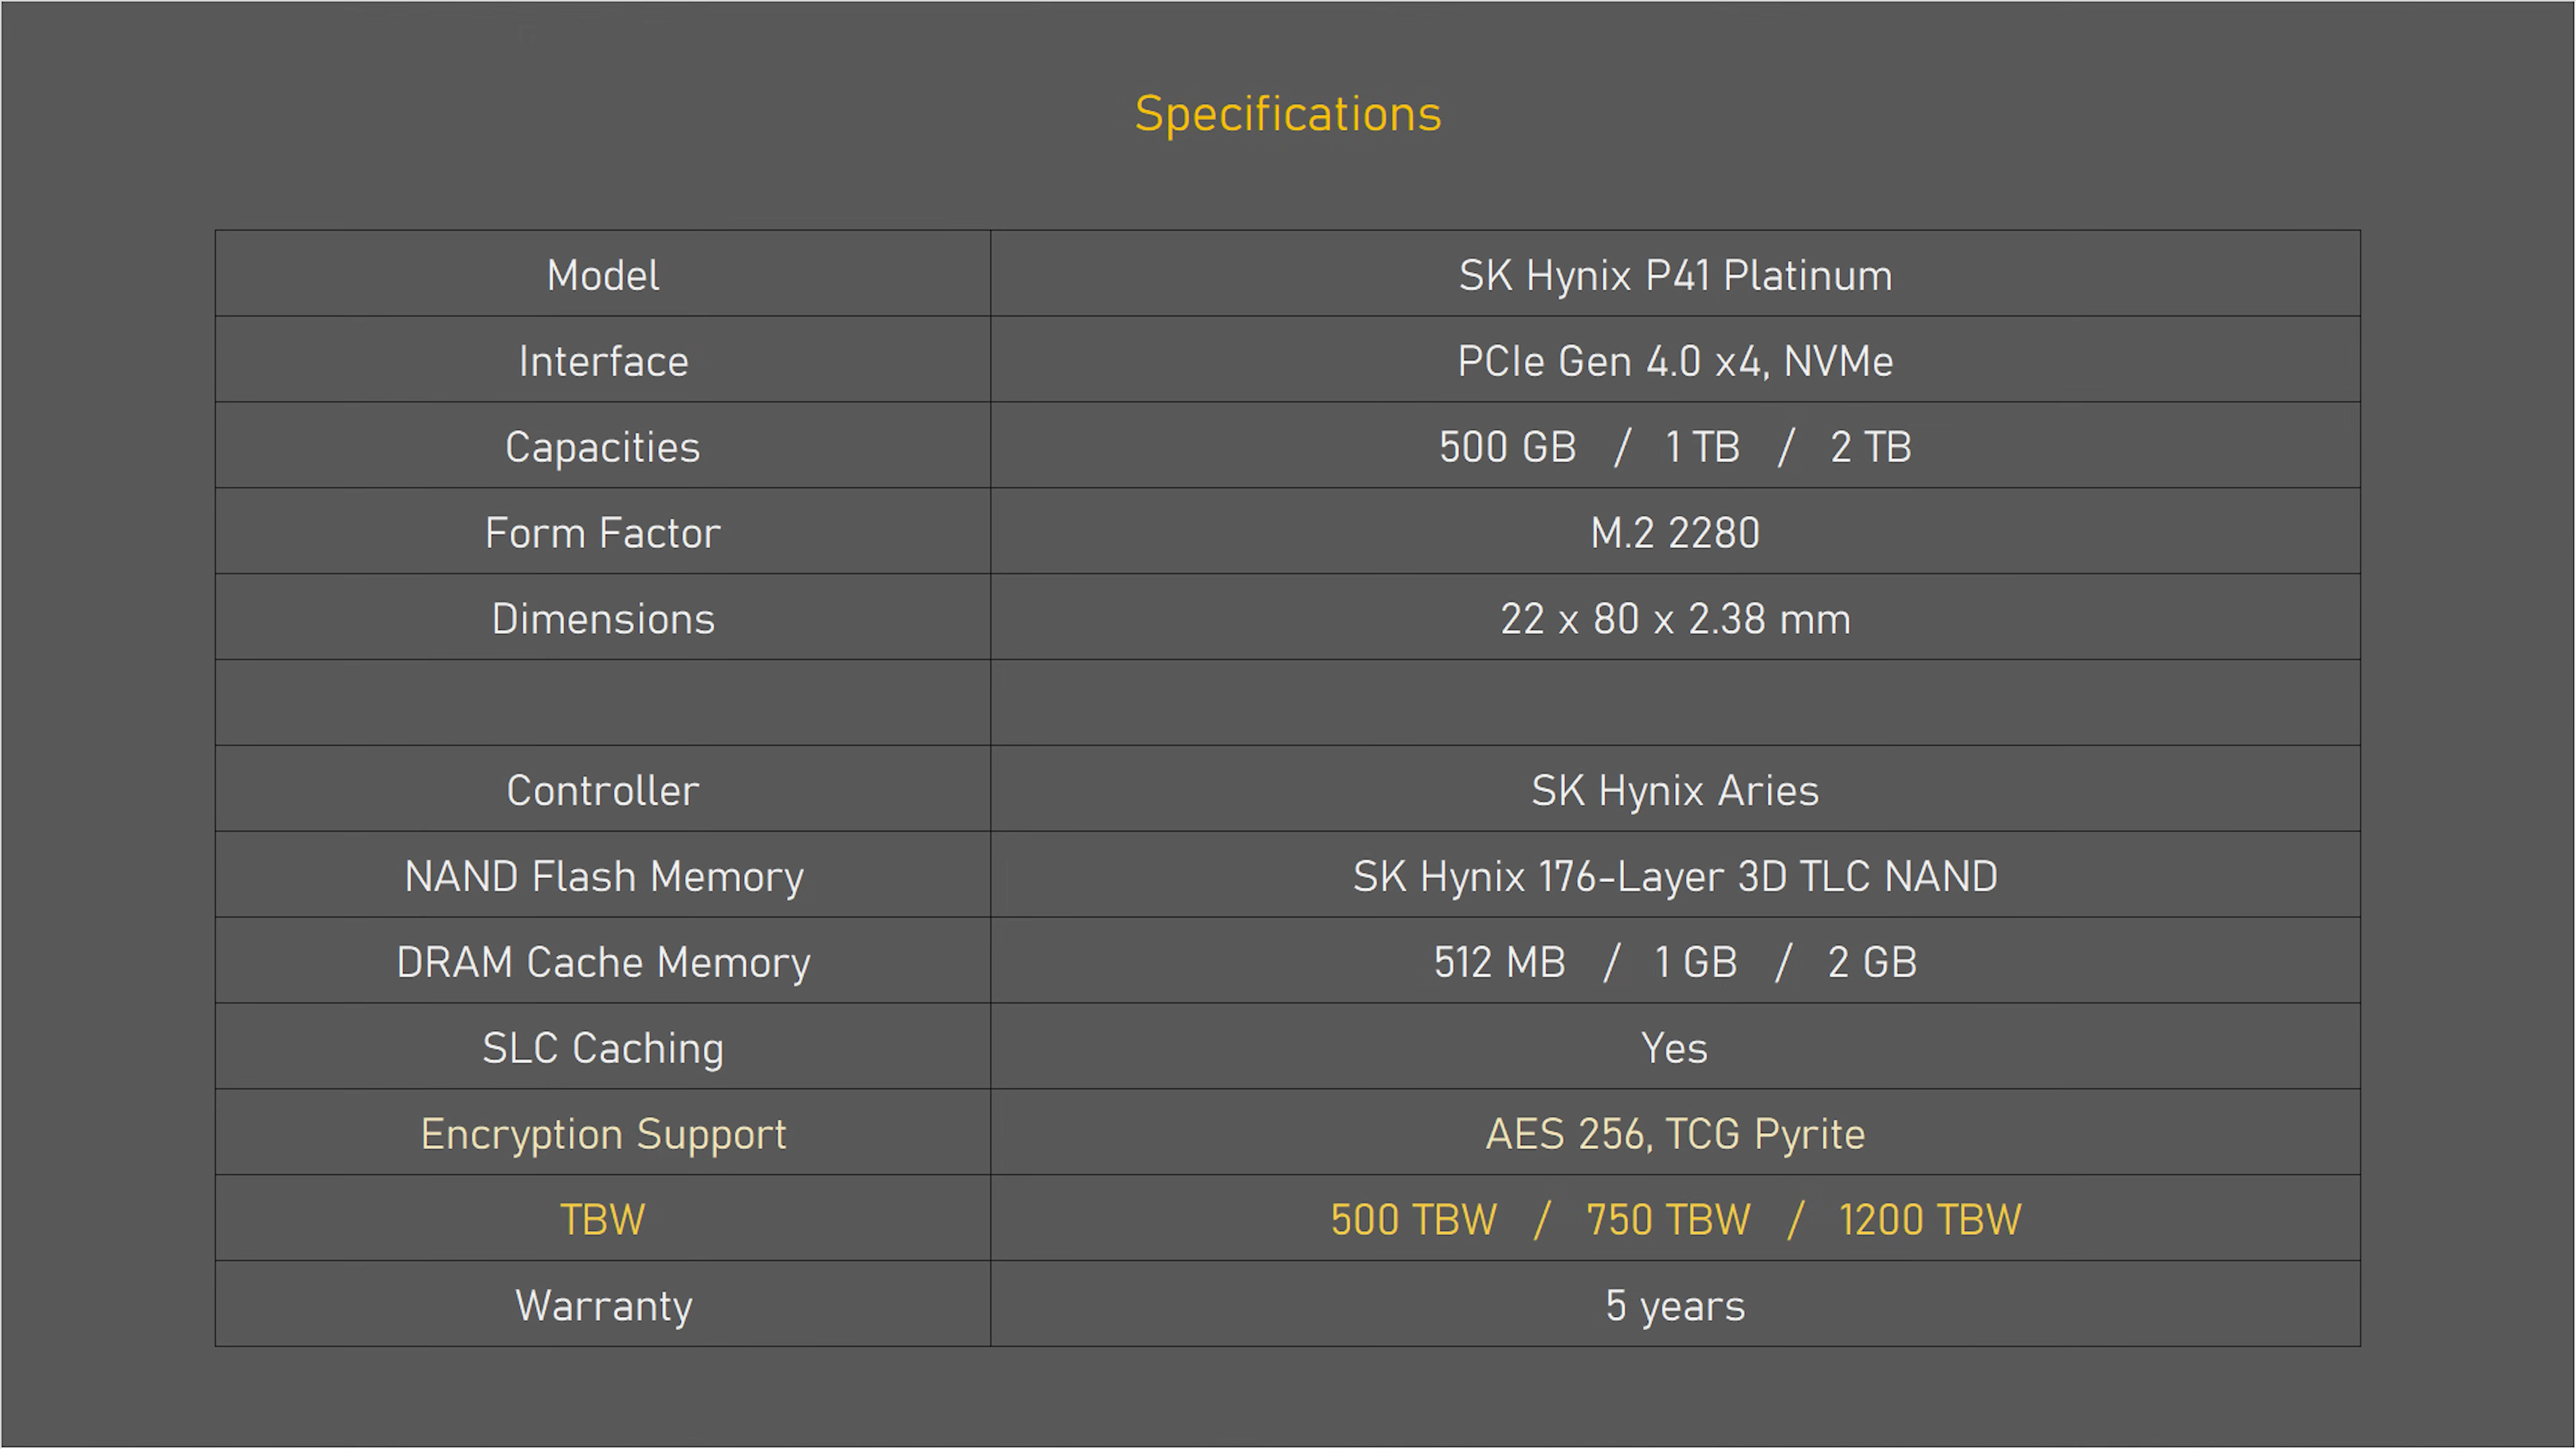 Specifications
Model SK Hynix P41 Platinum
Interface PCIe Gen 4.0 x4, NVMe
Capacities 500 GB / 1 TB / 2 TB
Form Factor M.2 2280
Dimensions 22 x 80 x 2.38 mm
Controller SK Hynix Aries
NAND Flash Memory SK Hynix 176-Layer 3D TLC NAND
DRAM Cache Memory 512 MB / 1 GB / 2 GB
SLC Caching Yes
Encryption Support AES 256, TCG Pyrite
TBW 500 TBW / 750 TBW / 1200 TBW
Warranty 5 years